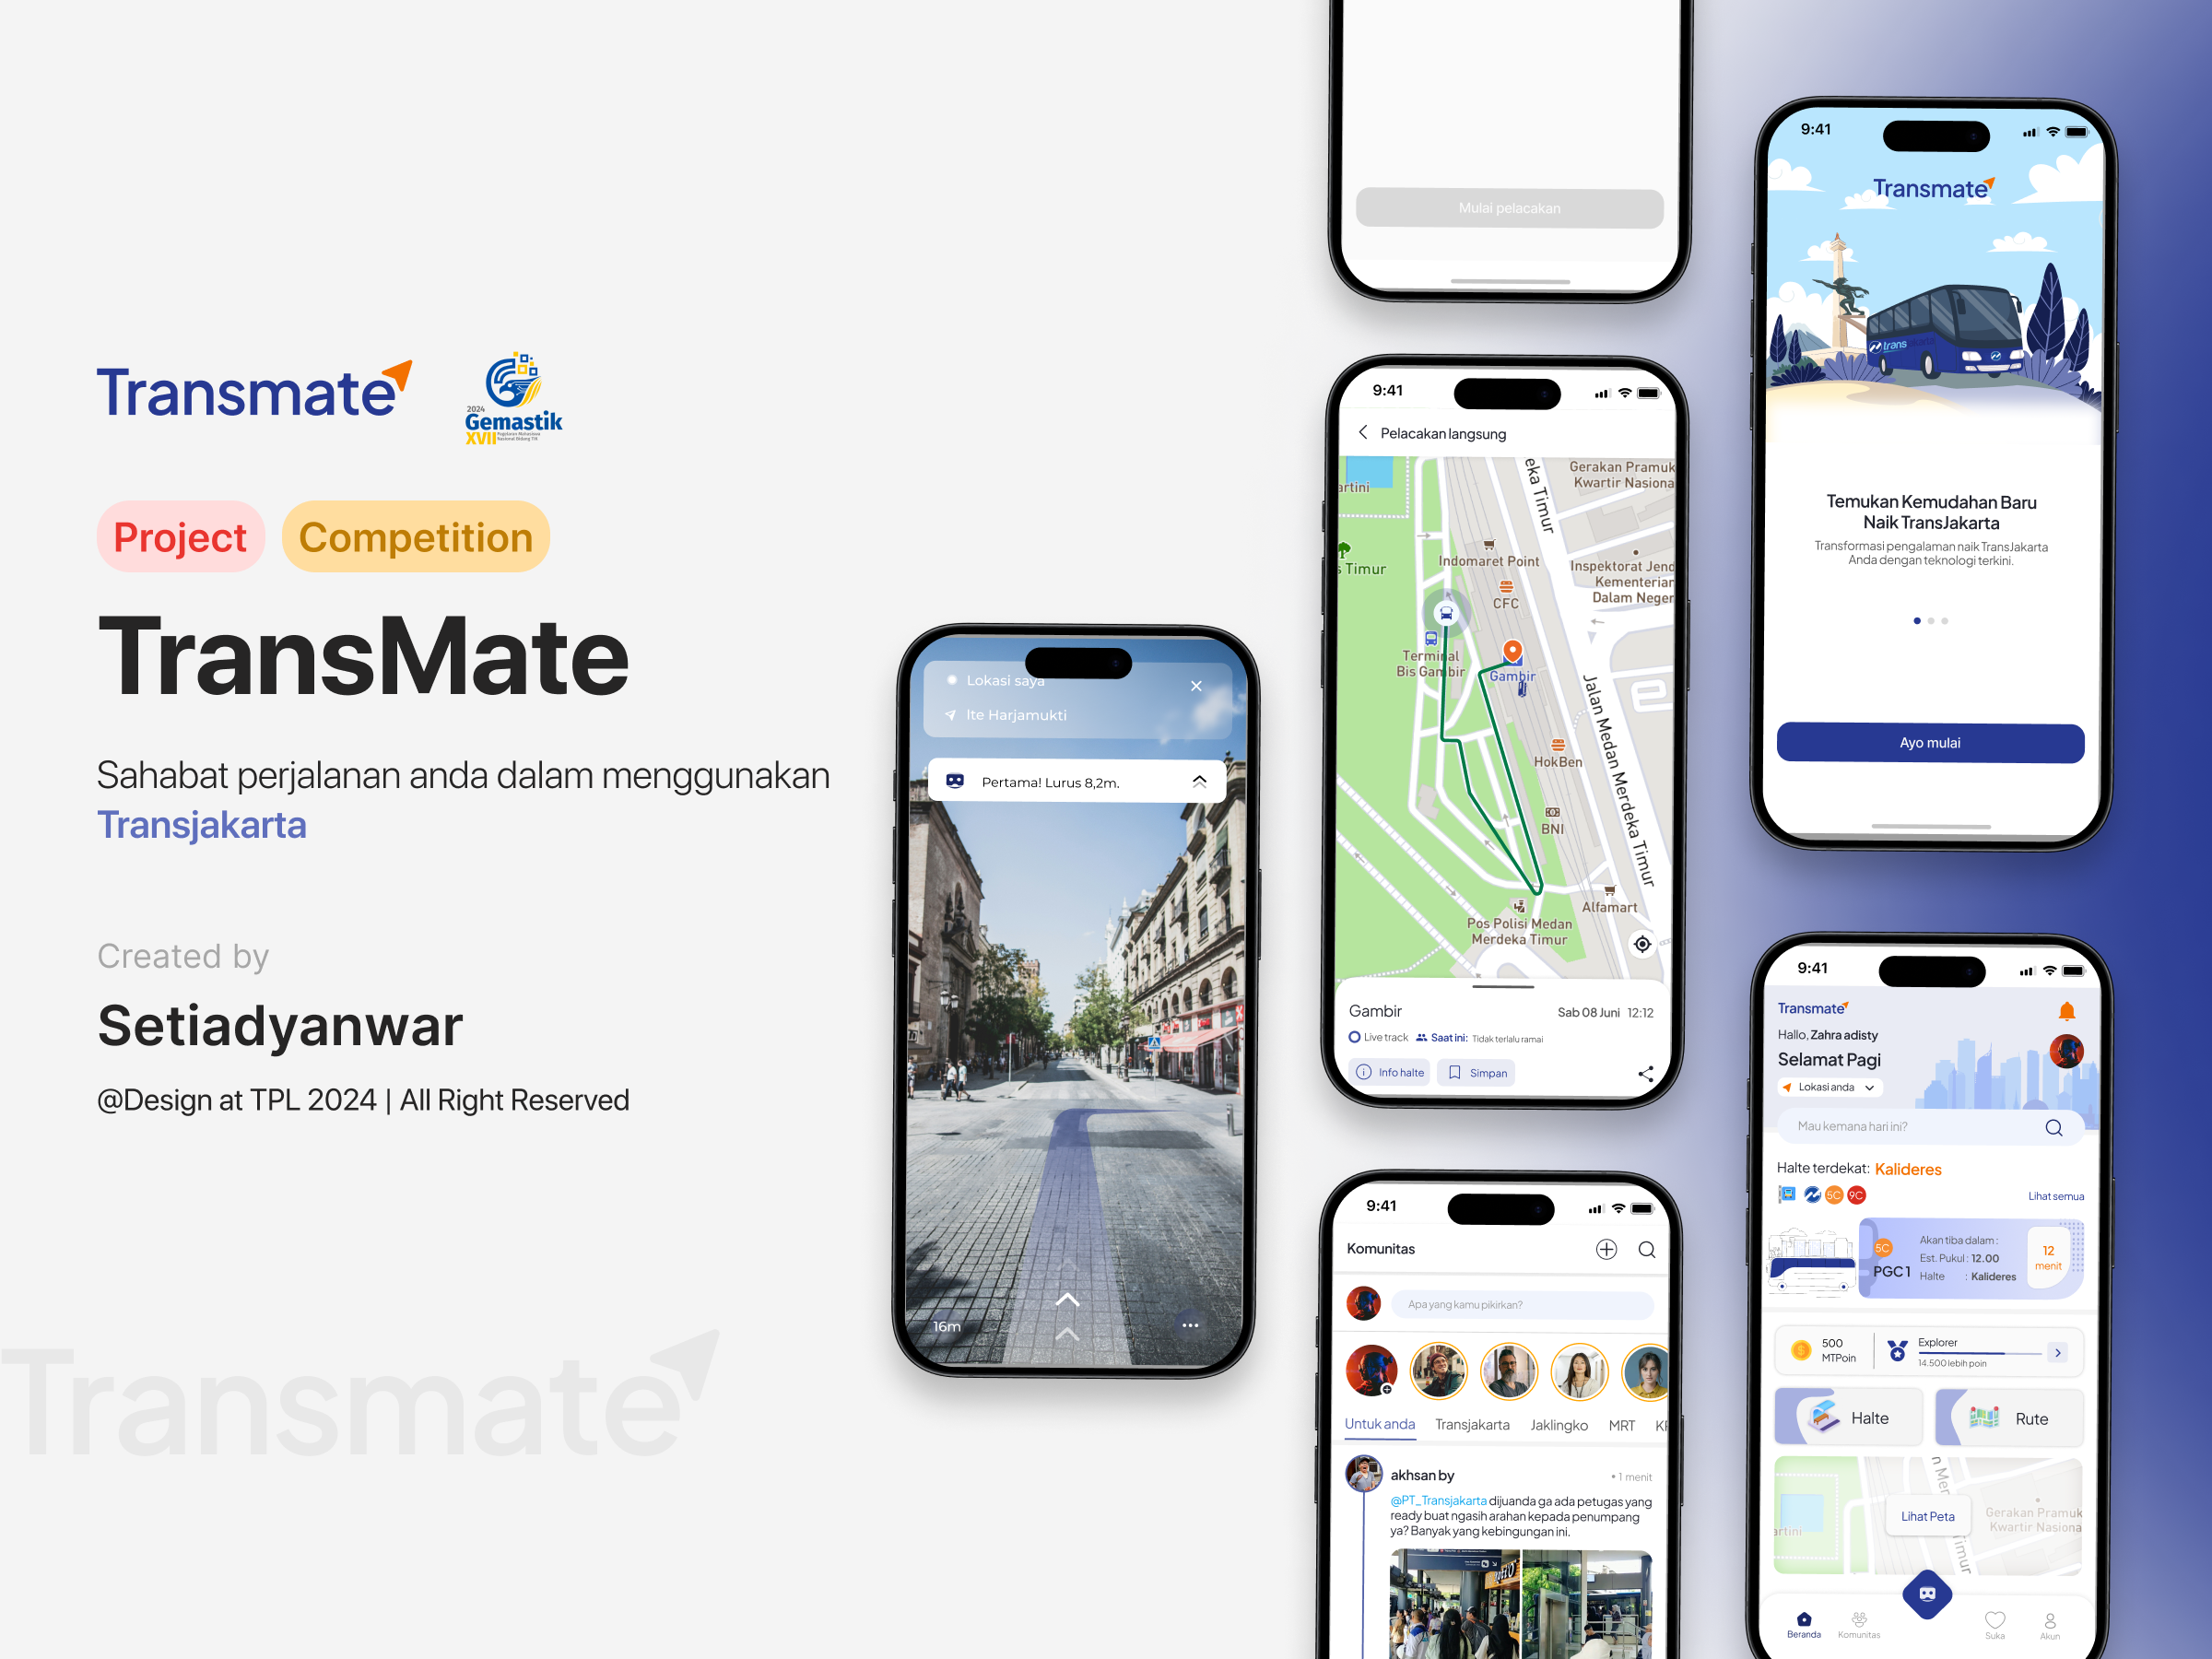 Transmate
2024
Gemastik
XVII
Project
Competition
TransMate
Sahabat perjalanan anda dalam menggunakan
Transjakarta
Created by
Setiadyanwar
@Design at TPL 2024 | All Right Reserved
Transmate
Lokasi saya
lte Harjamukti
Pertama! Lurus 8,2m.
16m
Mulai pelacakan
9:41
Pelacakan langsung
artini
eka Timur
Gerakan Pramuk
Kwartir Nasiona
s Timur
Indomaret Point
CFC
Inspektorat Jend
Kementerian
Dalam Neger
Terminal
Bis Gambir
Gambir
HokBen
Jalan Medan Merdeka Timur
BNI
Alfamart
Pos Polisi Medan
Merdeka Timur
Gambir
Sab 08 Juni 12:12
Live track
Saat ini: Tidak terlalu ramai
Info halte
Simpan
9:41
Komunitas
Apa yang kamu pikirkan?
Untuk anda
Transjakarta
Jaklingko
MRT
akhsan by
• 1 menit
@PT_Transjakarta dijuanda ga ada petugas yang
ready buat ngasih arahan kepada penumpang
ya? Banyak yang kebingungan ini.
9:41
Transmate
trans
Temukan Kemudahan Baru
Naik TransJakarta
Transformasi pengalaman naik TransJakarta
Anda dengan teknologi terkini.
Ayo mulai
9:41
Transmate
Hallo, Zahra adisty
Selamat Pagi
Lokasi anda
Mau kemana hari ini?
Halte terdekat: Kalideres
5C
9C
Lihat semua
5C
PGC 1
Akan tiba dalam :
Est. Pukul : 12.00
Halte : Kalideres
12
menit
500
MTPoin
Explorer
14.500 lebih poin
Halte
Rute
artini
Lihat Peta
Gerakan Pramuk
Kwartir Nasiona
Timur
Beranda
Komunitas
Suka
Akun